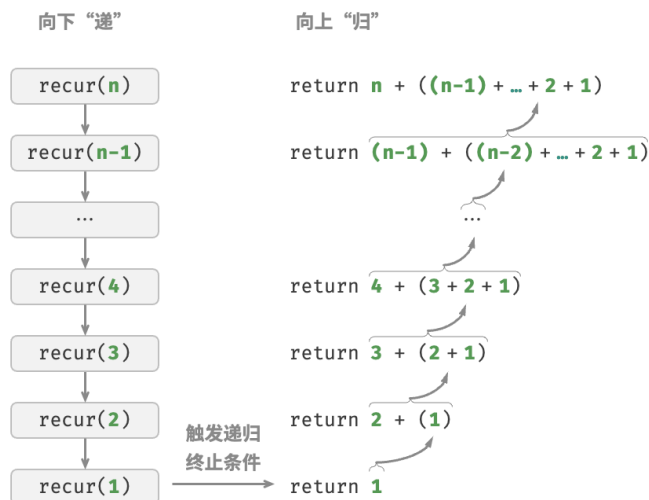 向下“递”
向上“归”
recur(n)
return n + ((n-1) + … + 2 + 1)
recur(n-1)
return (n-1) + ((n-2) + … + 2 + 1)
…
…
recur(4)
return 4 + (3 + 2 + 1)
recur(3)
return 3 + (2 + 1)
recur(2)
return 2 + (1)
触发递归
终止条件
recur(1)
return 1